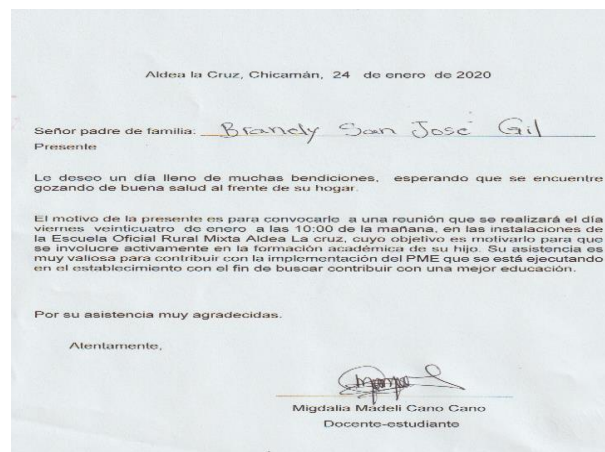 Aldea la Cruz, Chicamán, 24 de enero de 2020
Señor padre de familia: Brandy San José Gil
Presente
Le deseo un día lleno de muchas bendiciones, esperando que se encuentre
gozando de buena salud al frente de su hogar.
El motivo de la presente es para convocarle a una reunión que se realizará el día
viernes veinticuatro de enero a las 10:00 de la mañana, en las instalaciones de
la Escuela Oficial Rural Mixta Aldea La cruz, cuyo objetivo es motivarlo para que
se involucre activamente en la formación académica de su hijo. Su asistencia es
muy valiosa para contribuir con la implementación del PME que se está ejecutando
en el establecimiento con el fin de buscar contribuir con una mejor educación.
Por su asistencia muy agradecidas.
Atentamente,
Migdalia Madeli Cano Cano
Docente-estudiante